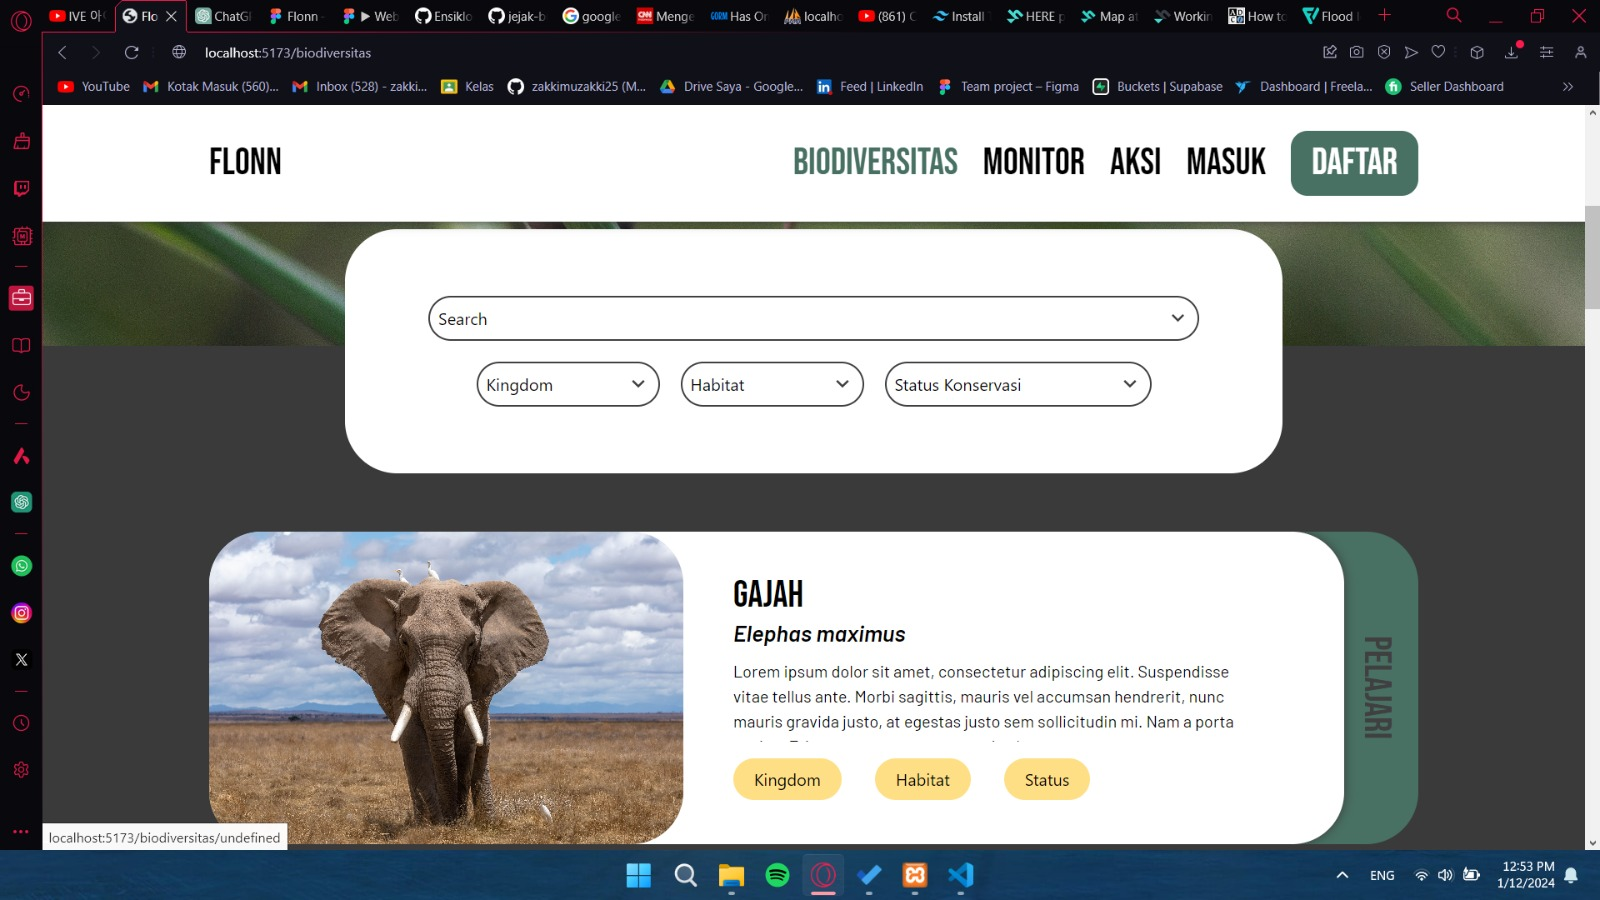 IVE 아
Flo
ChatG
Flonn
Web
Ensiklo
jejak-b
google
Menge
Has Or
localho
(861) C
Install
HERE p
Map at
Workin
How to
Flood
localhost:5173/biodiversitas
YouTube
Kotak Masuk (560)...
Inbox (528) - zakki...
Kelas
zakkimuzakki25 (M...
Drive Saya - Google...
Feed | LinkedIn
Team project – Figma
Buckets | Supabase
Dashboard | Freela...
Seller Dashboard
FLONN
BIODIVERSITAS
MONITOR
AKSI
MASUK
DAFTAR
Search
Kingdom
Habitat
Status Konservasi
GAJAH
Elephas maximus
Lorem ipsum dolor sit amet, consectetur adipiscing elit. Suspendisse
vitae tellus ante. Morbi sagittis, mauris vel accumsan hendrerit, nunc
mauris gravida justo, at egestas justo sem sollicitudin mi. Nam a porta
Kingdom
Habitat
Status
PELAJARI
localhost:5173/biodiversitas/undefined
ENG
12:53 PM
1/12/2024